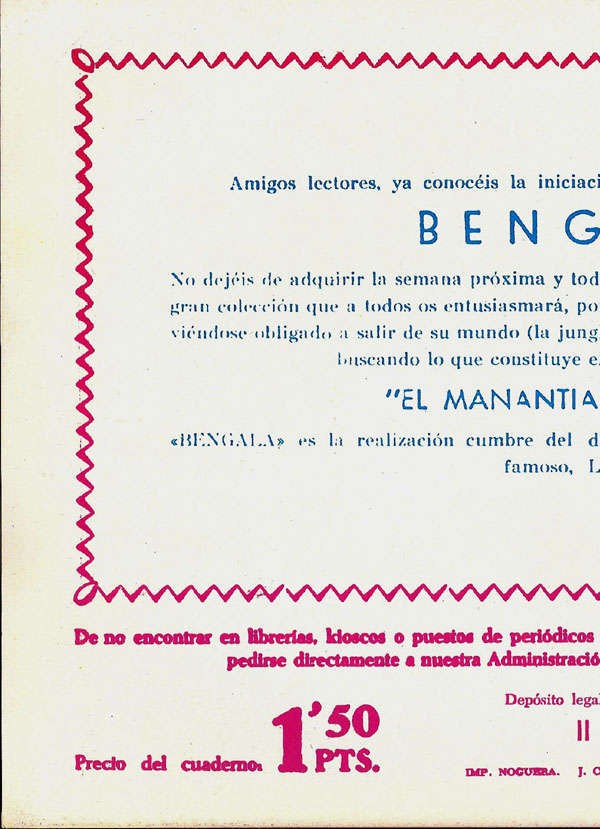 Amigos lectores, ya conocéis la iniciaci
BENG
No dejéis de adquirir la semana próxima y tod
gran colección que a todos os entusiasmará, po
viéndose obligado a salir de su mundo (la jung
buscando lo que constituye e
"EL MANANTIA
«BENGALA» es la realización cumbre del d
famoso, L
De no encontrar en librerías, kioscos o puestos de periódicos
pedirse directamente a nuestra Administració
Depósito legal
II
Precio del cuaderno: 1'50 PTS.
IMP. NOGUERA. J. C